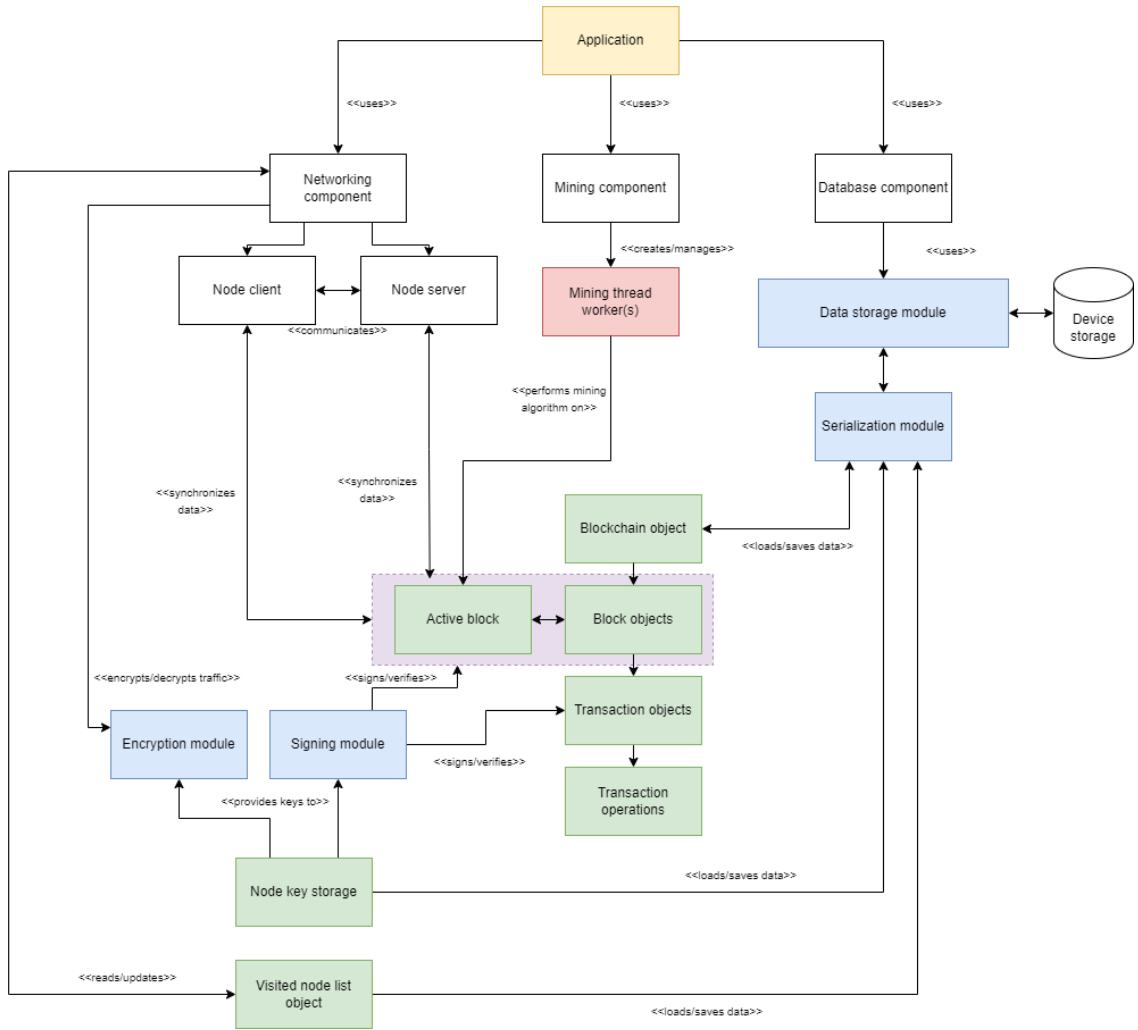 Application
<<uses>>
<<uses>>
<<uses>>
Networking
component
Mining component
Database component
<<creates/manages>>
<<uses>>
Node client
Node server
<<communicates>>
Mining thread
worker(s)
Data storage module
Device
storage
<<performs mining
algorithm on>>
Serialization module
<<synchronizes
data>>
<<synchronizes
data>>
Blockchain object
<<loads/saves data>>
Active block
Block objects
<<encrypts/decrypts traffic>>
<<signs/verifies>>
Transaction objects
Encryption module
Signing module
<<signs/verifies>>
<<provides keys to>>
Transaction
operations
Node key storage
<<loads/saves data>>
<<reads/updates>>
Visited node list
object
<<loads/saves data>>